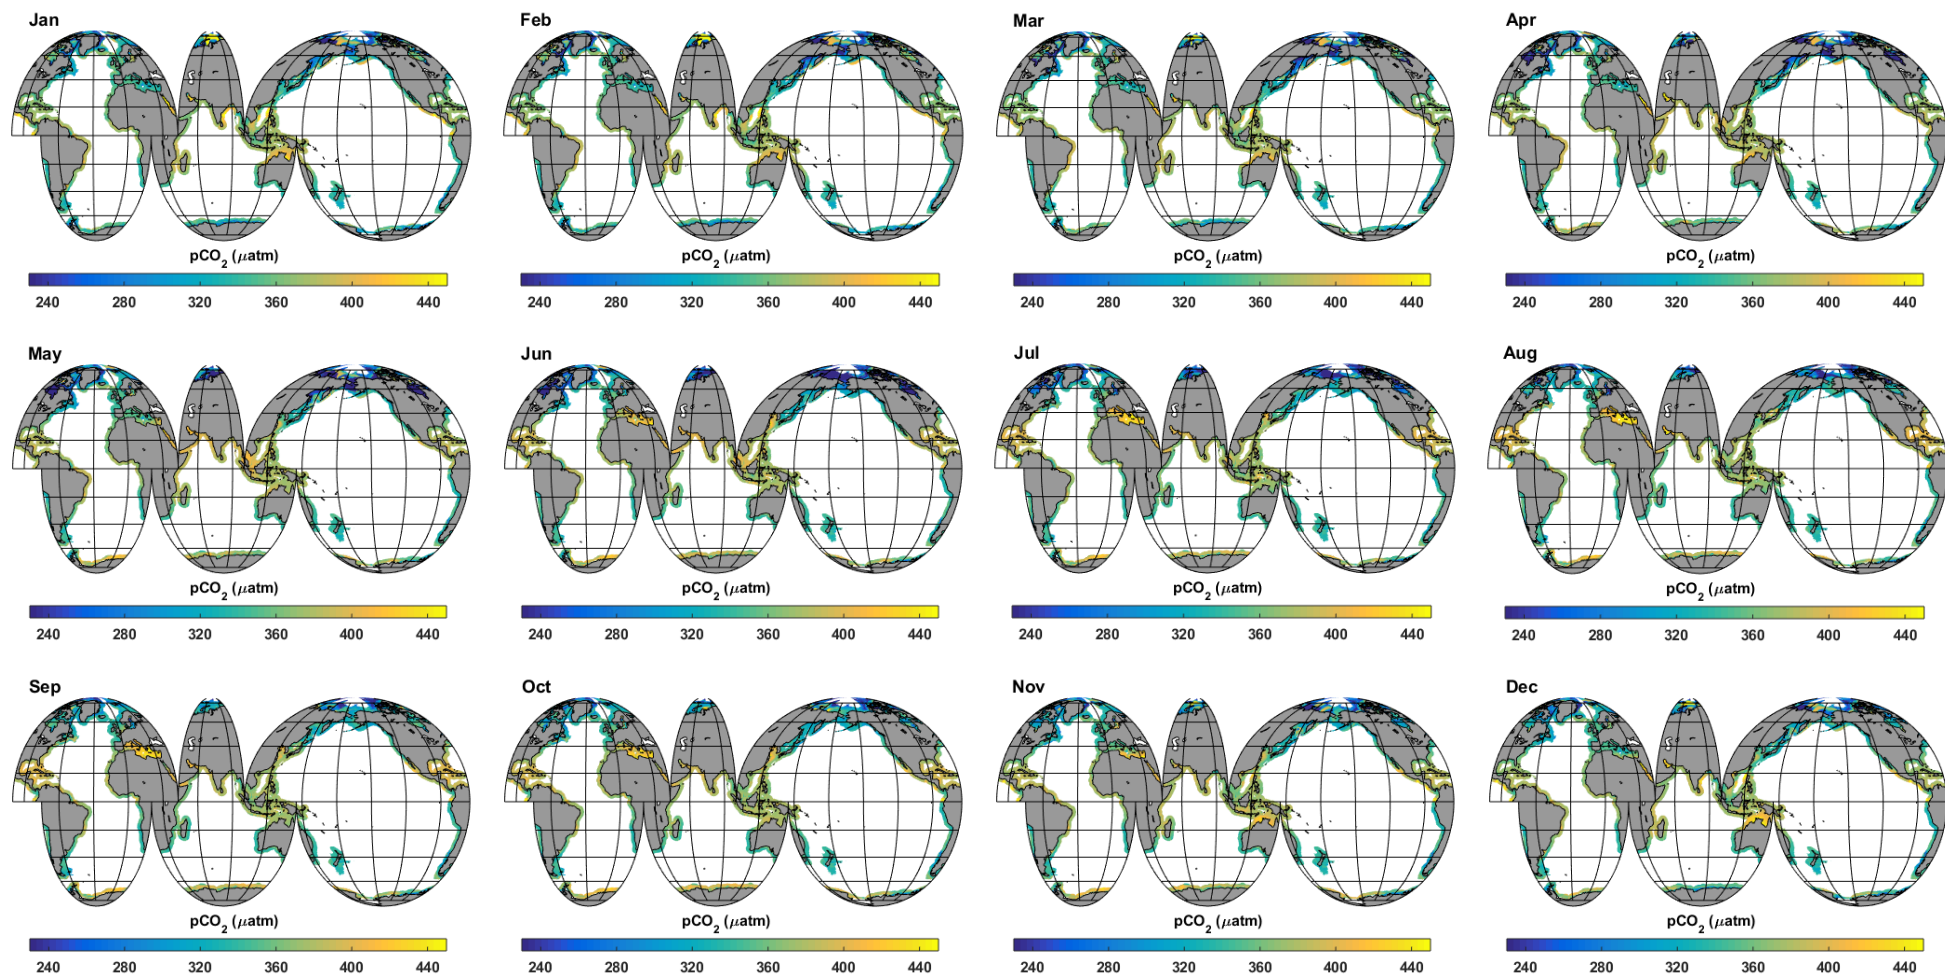 Jan Feb Mar Apr
pCO2 (μatm) pCO2 (μatm) pCO2 (μatm) pCO2 (μatm)
240 280 320 360 400 440 240 280 320 360 400 440 240 280 320 360 400 440 240 280 320 360 400 440
May Jun Jul Aug
pCO2 (μatm) pCO2 (μatm) pCO2 (μatm) pCO2 (μatm)
240 280 320 360 400 440 240 280 320 360 400 440 240 280 320 360 400 440 240 280 320 360 400 440
Sep Oct Nov Dec
pCO2 (μatm) pCO2 (μatm) pCO2 (μatm) pCO2 (μatm)
240 280 320 360 400 440 240 280 320 360 400 440 240 280 320 360 400 440 240 280 320 360 400 440